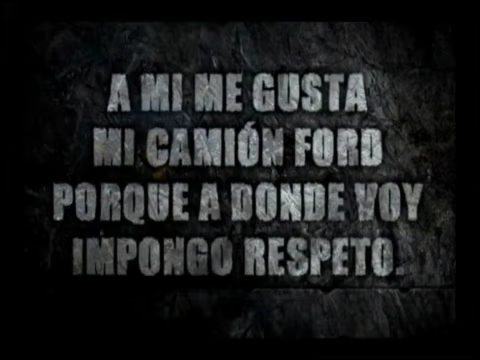 A MI ME GUSTA
MI CAMIÓN FORD
PORQUE A DONDE VOY
IMPONGO RESPETO.